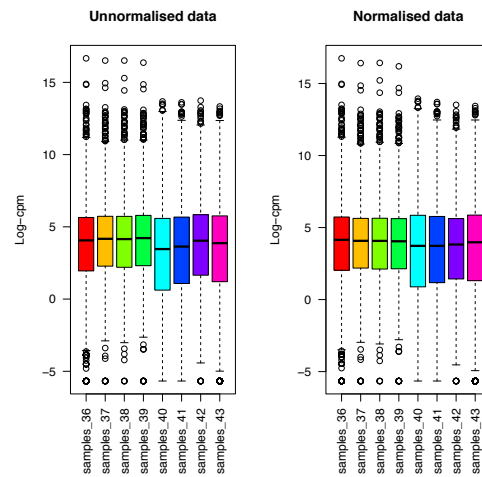 Unnormalised data
Log-cpm
15
10
5
0
−5
samples_36
samples_37
samples_38
samples_39
samples_40
samples_41
samples_42
samples_43
Normalised data
Log-cpm
15
10
5
0
−5
samples_36
samples_37
samples_38
samples_39
samples_40
samples_41
samples_42
samples_43